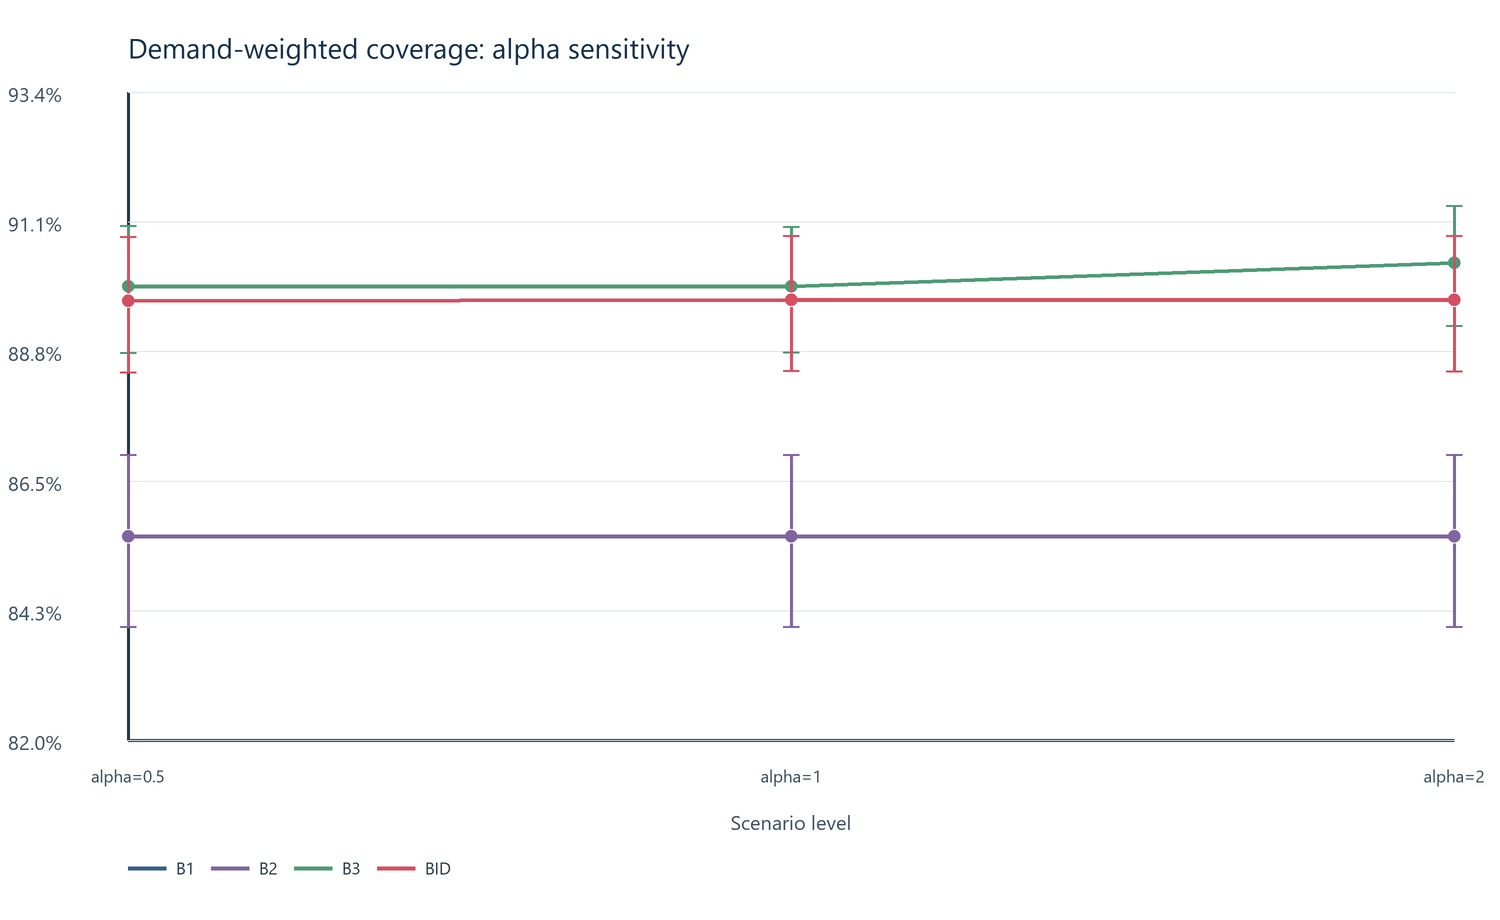 Demand-weighted coverage: alpha sensitivity
93.4%
91.1%
88.8%
86.5%
84.3%
82.0%
alpha=0.5 alpha=1 alpha=2
Scenario level
B1 B2 B3 BID